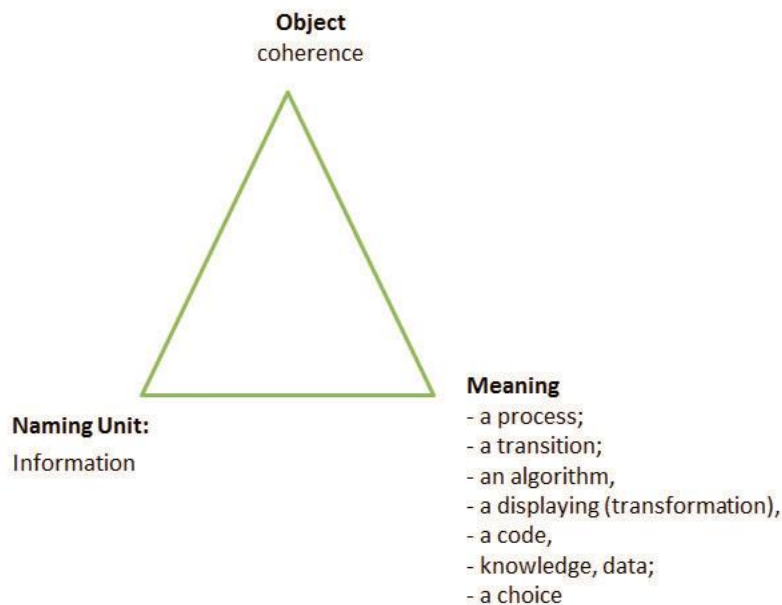 Object
coherence
Naming Unit:
Information
Meaning
- a process;
- a transition;
- an algorithm,
- a displaying (transformation),
- a code,
- knowledge, data;
- a choice